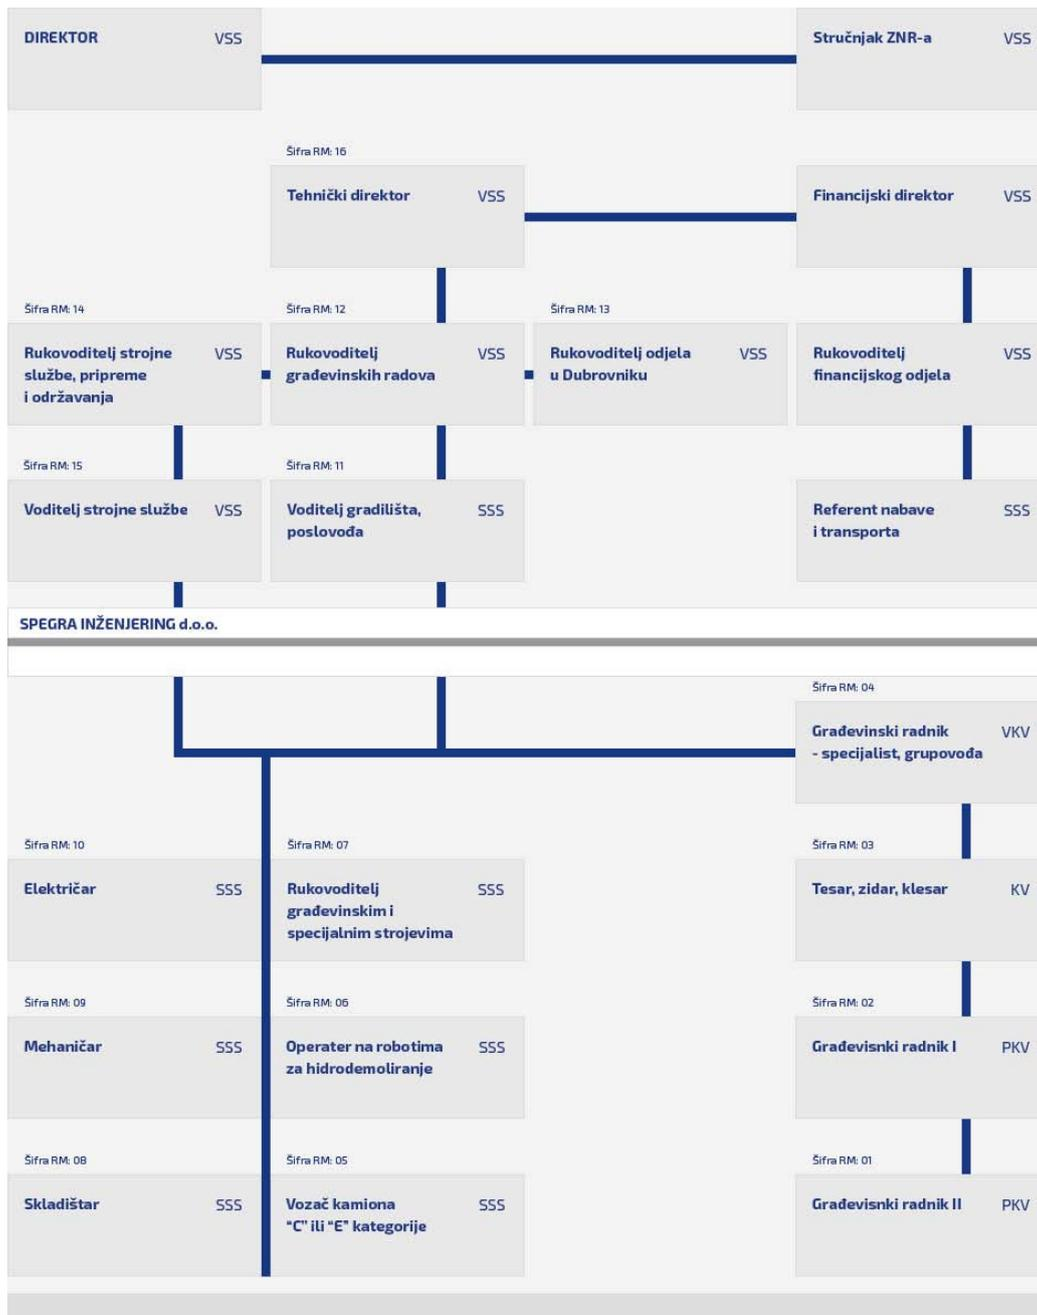 DIREKTOR VSS
Stručnjak ZNR-a VSS
Šifra RM: 16
Tehnički direktor VSS
Financijski direktor VSS
Šifra RM: 14
Rukovoditelj strojne VSS
službe, pripreme
i održavanja
Šifra RM: 12
Rukovoditelj VSS
građevinskih radova
Šifra RM: 13
Rukovoditelj odjela VSS
u Dubrovniku
Rukovoditelj VSS
financijskog odjela
Šifra RM: 15
Voditelj strojne službe VSS
Šifra RM: 11
Voditelj gradilišta, SSS
poslovođa
Referent nabave SSS
i transporta
SPEGRA INŽENJERING d.o.o.
Šifra RM: 04
Građevinski radnik VKV
- specijalist, grupovođa
Šifra RM: 10
Električar SSS
Šifra RM: 07
Rukovoditelj SSS
građevinskim i
specijalnim strojevima
Šifra RM: 03
Tesar, zidar, klesar KV
Šifra RM: 09
Mehaničar SSS
Šifra RM: 06
Operater na robotima SSS
za hidrodemoliranje
Šifra RM: 02
Građevisnki radnik I PKV
Šifra RM: 08
Skladištar SSS
Šifra RM: 05
Vozač kamiona SSS
“C” ili “E” kategorije
Šifra RM: 01
Građevisnki radnik II PKV